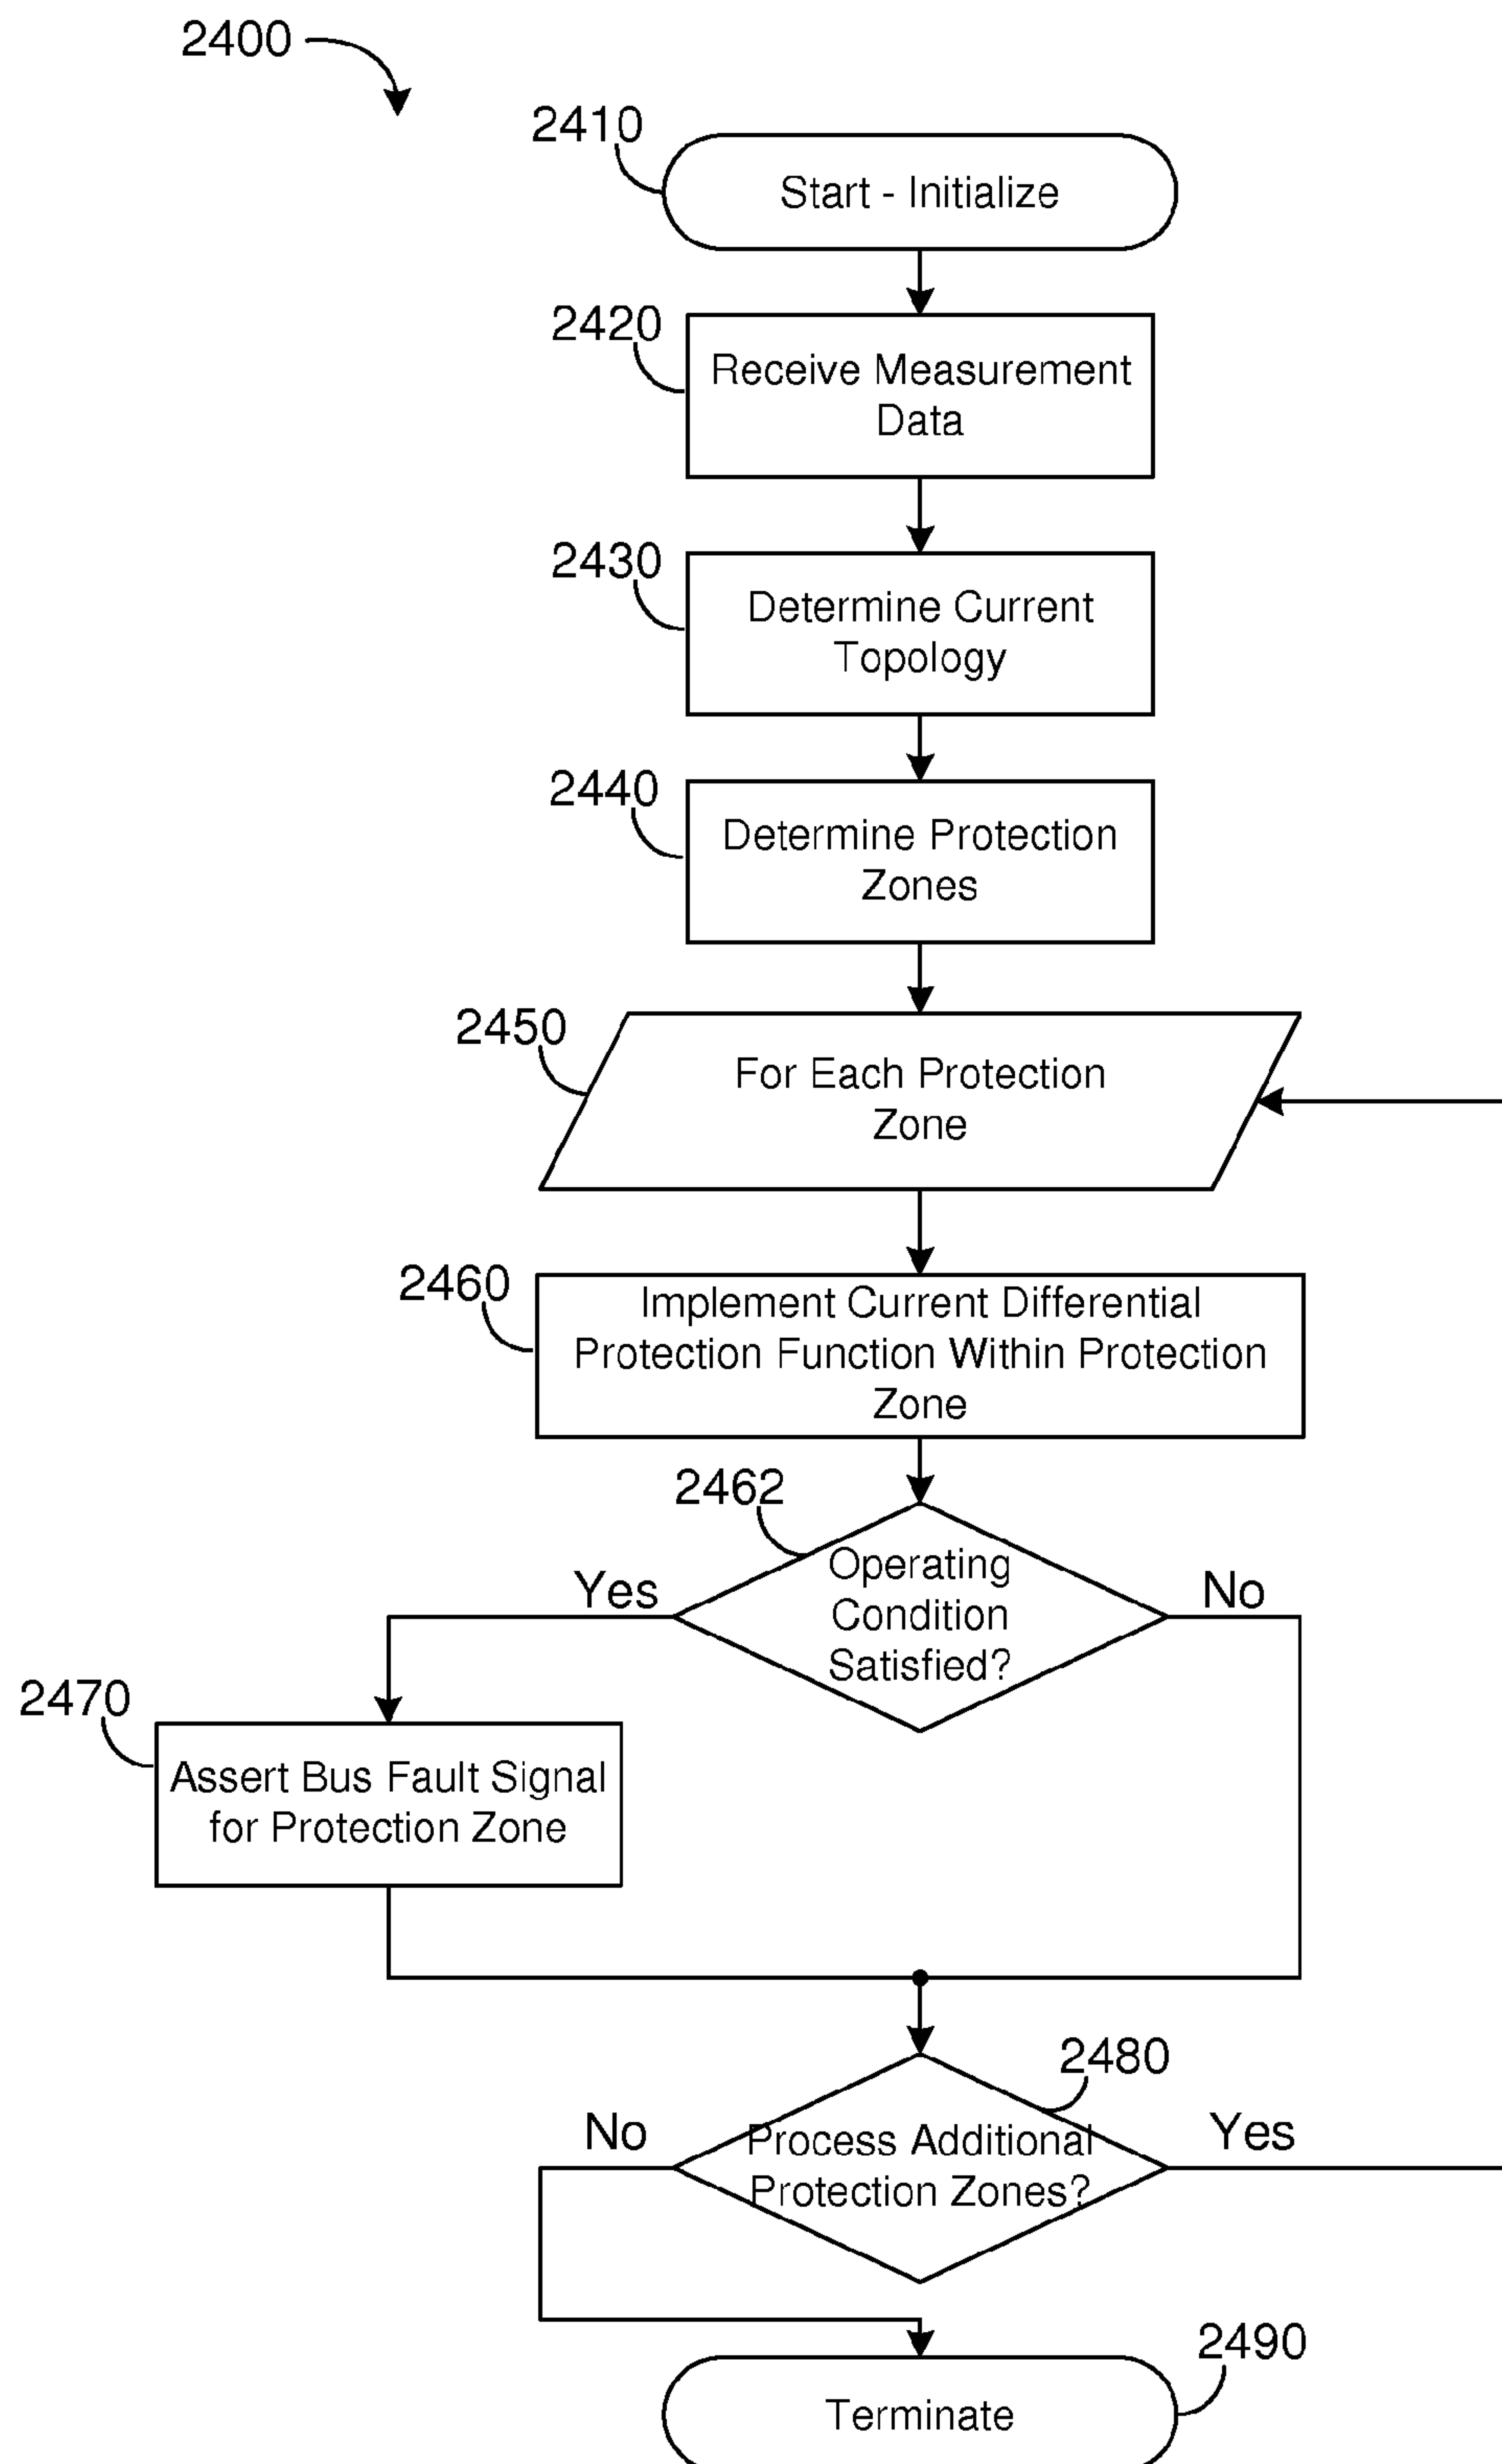 2400
2410
Start - Initialize
2420
Receive Measurement
Data
2430
Determine Current
Topology
2440
Determine Protection
Zones
2450
For Each Protection
Zone
2460
Implement Current Differential
Protection Function Within Protection
Zone
2462
Operating
Condition
Satisfied?
Yes
No
2470
Assert Bus Fault Signal
for Protection Zone
2480
No
Process Additional
Protection Zones?
Yes
2490
Terminate